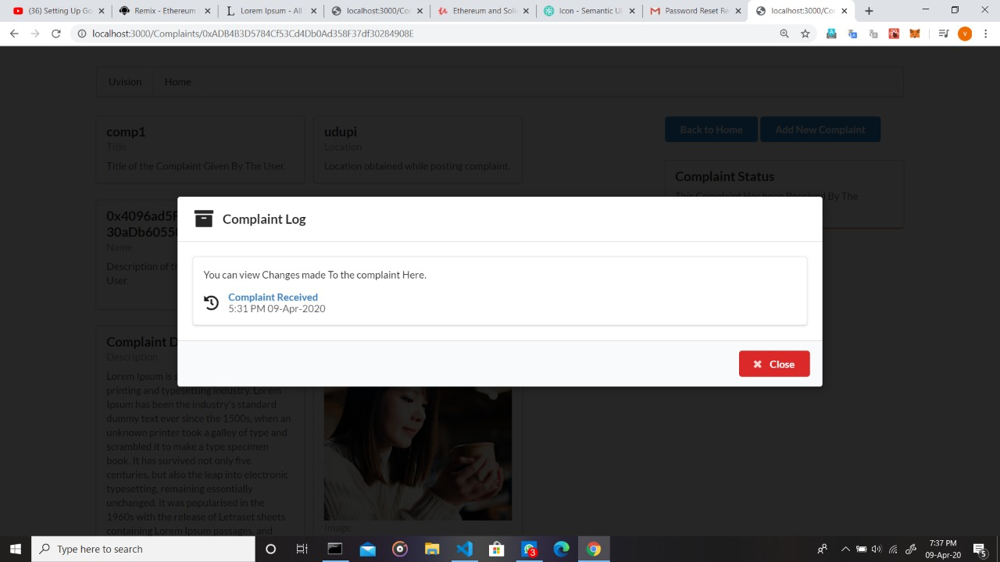 (36) Setting Up Go
Remix - Ethereum
Lorem Ipsum - All
localhost:3000/Cor
Ethereum and Soli
Icon - Semantic UI
Password Reset Re
localhost:3000/Cor
localhost:3000/Complaints/0xADB4B3D5784Cf53Cd4Db0Ad358F37df30284908E
V
Uvision Home
comp1
Title
Title of the Complaint Given By The User.
udupi
Location
Location obtained while posting complaint.
Back to Home
Add New Complaint
Complaint Status
This Complaint Has been Received By The
0x4096ad5F
30aDb6055
Name
Description of t
User.
Complaint Log
You can view Changes made To the complaint Here.
Complaint Received
5:31 PM 09-Apr-2020
Close
Complaint D
Description
Lorem Ipsum is s
printing and typesetting industry. Lorem
Ipsum has been the industry's standard
dummy text ever since the 1500s, when an
unknown printer took a galley of type and
scrambled it to make a type specimen
book. It has survived not only five
centuries, but also the leap into electronic
typesetting, remaining essentially
unchanged. It was popularised in the
1960s with the release of Letraset sheets
containing Lorem Ipsum passages, and
Image
Type here to search
3
7:37 PM
09-Apr-20
5